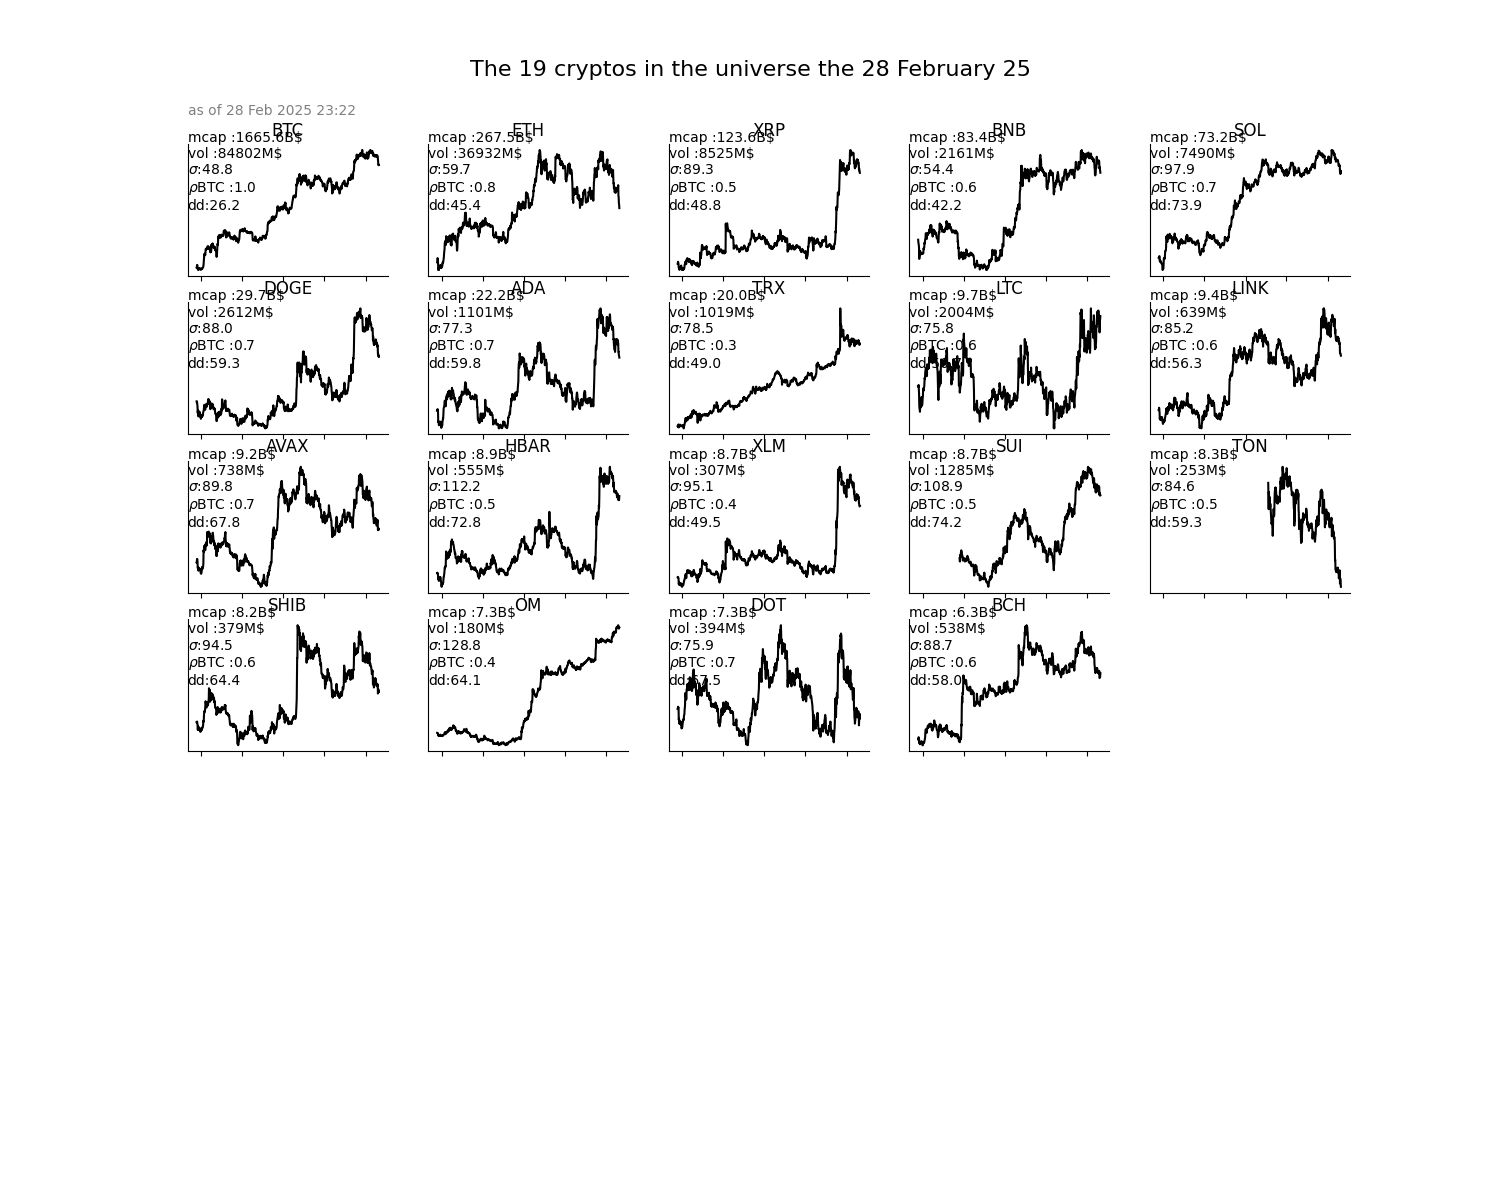 The 19 cryptos in the universe the 28 February 25
as of 28 Feb 2025 23:22
BTC
mcap :1665.6B$
vol :84802M$
σ:48.8
ρBTC :1.0
dd:26.2
ETH
mcap :267.5B$
vol :36932M$
σ:59.7
ρBTC :0.8
dd:45.4
XRP
mcap :123.6B$
vol :8525M$
σ:89.3
ρBTC :0.5
dd:48.8
BNB
mcap :83.4B$
vol :2161M$
σ:54.4
ρBTC :0.6
dd:42.2
SOL
mcap :73.2B$
vol :7490M$
σ:97.9
ρBTC :0.7
dd:73.9
DOGE
mcap :29.7B$
vol :2612M$
σ:88.0
ρBTC :0.7
dd:59.3
ADA
mcap :22.2B$
vol :1101M$
σ:77.3
ρBTC :0.7
dd:59.8
TRX
mcap :20.0B$
vol :1019M$
σ:78.5
ρBTC :0.3
dd:49.0
LTC
mcap :9.7B$
vol :2004M$
σ:75.8
ρBTC :0.6
LINK
mcap :9.4B$
vol :639M$
σ:85.2
ρBTC :0.6
dd:56.3
AVAX
mcap :9.2B$
vol :738M$
σ:89.8
ρBTC :0.7
dd:67.8
HBAR
mcap :8.9B$
vol :555M$
σ:112.2
ρBTC :0.5
dd:72.8
XLM
mcap :8.7B$
vol :307M$
σ:95.1
ρBTC :0.4
dd:49.5
SUI
mcap :8.7B$
vol :1285M$
σ:108.9
ρBTC :0.5
dd:74.2
TON
mcap :8.3B$
vol :253M$
σ:84.6
ρBTC :0.5
dd:59.3
SHIB
mcap :8.2B$
vol :379M$
σ:94.5
ρBTC :0.6
dd:64.4
OM
mcap :7.3B$
vol :180M$
σ:128.8
ρBTC :0.4
dd:64.1
DOT
mcap :7.3B$
vol :394M$
σ:75.9
ρBTC :0.7
dd:67.5
BCH
mcap :6.3B$
vol :538M$
σ:88.7
ρBTC :0.6
dd:58.0